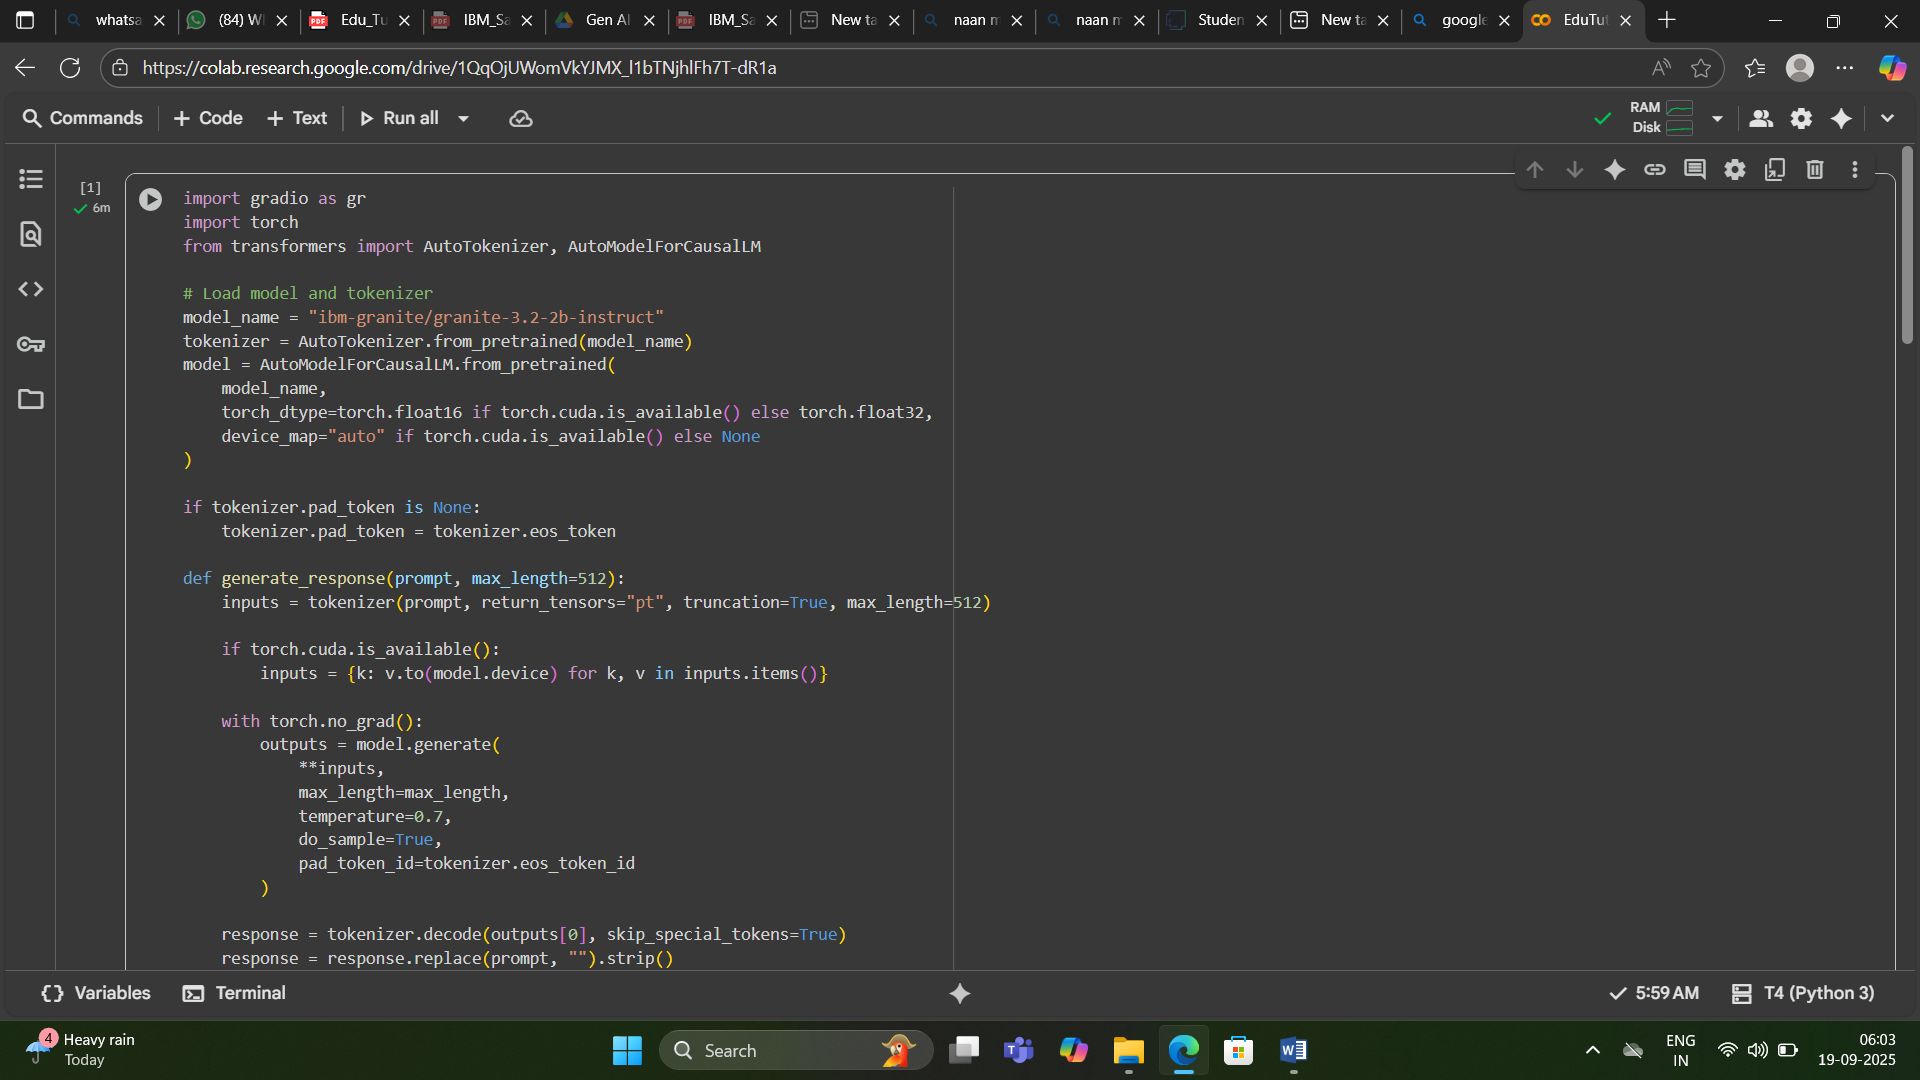 whatsa
(84) W
Edu_Tu
IBM_Sa
Gen AI
IBM_Sa
New ta
naan m
naan m
Studen
New ta
google
EduTut
https://colab.research.google.com/drive/1QqOjUWomVkYJMX_l1bTNjhlFh7T-dR1a
Commands + Code + Text Run all
RAM
Disk
[1]
6m
import gradio as gr
import torch
from transformers import AutoTokenizer, AutoModelForCausalLM
# Load model and tokenizer
model_name = "ibm-granite/granite-3.2-2b-instruct"
tokenizer = AutoTokenizer.from_pretrained(model_name)
model = AutoModelForCausalLM.from_pretrained(
    model_name,
    torch_dtype=torch.float16 if torch.cuda.is_available() else torch.float32,
    device_map="auto" if torch.cuda.is_available() else None
)
if tokenizer.pad_token is None:
    tokenizer.pad_token = tokenizer.eos_token
def generate_response(prompt, max_length=512):
    inputs = tokenizer(prompt, return_tensors="pt", truncation=True, max_length=512)
    if torch.cuda.is_available():
        inputs = {k: v.to(model.device) for k, v in inputs.items()}
    with torch.no_grad():
        outputs = model.generate(
            **inputs,
            max_length=max_length,
            temperature=0.7,
            do_sample=True,
            pad_token_id=tokenizer.eos_token_id
        )
    response = tokenizer.decode(outputs[0], skip_special_tokens=True)
    response = response.replace(prompt, "").strip()
{} Variables Terminal
5:59 AM T4 (Python 3)
4
Heavy rain
Today
Search
ENG
IN
06:03
19-09-2025